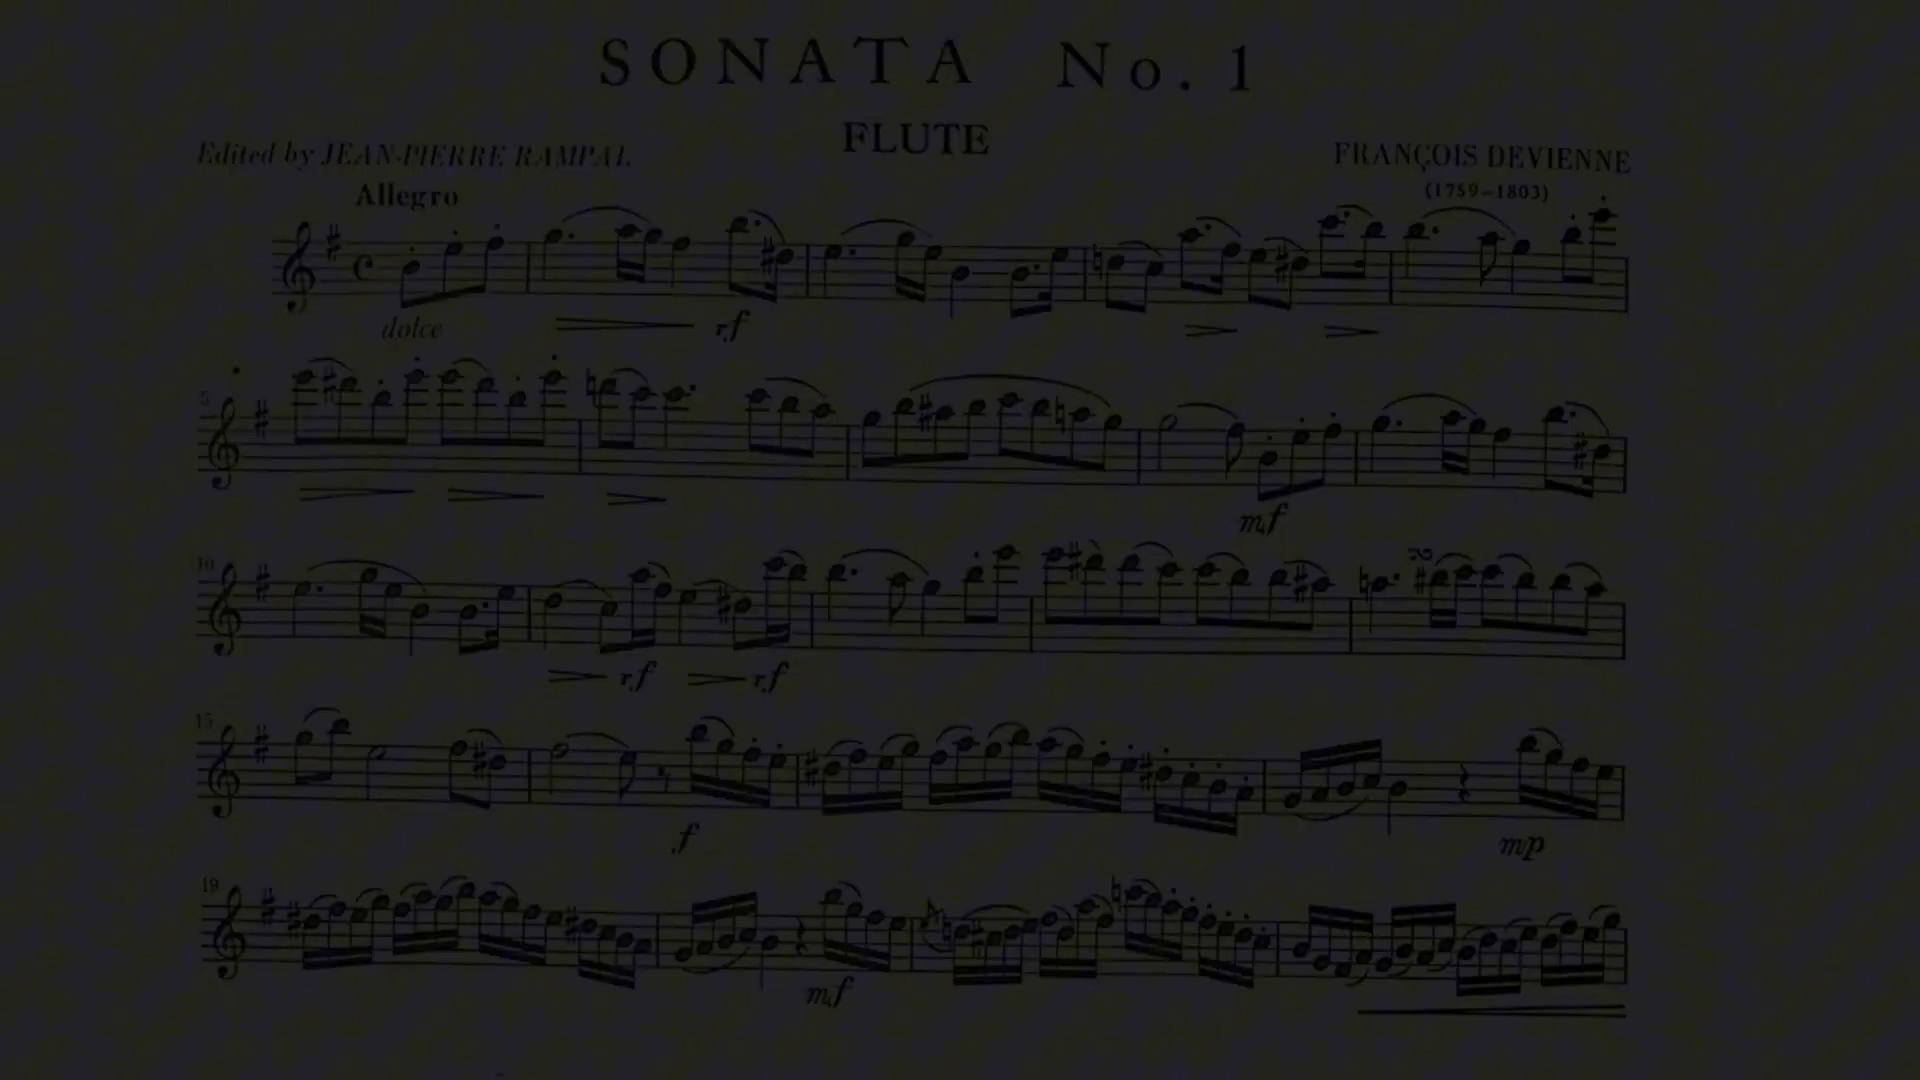 SONATA No. 1
FLUTE
Edited by JEAN-PIERRE RAMPAL
FRANÇOIS DEVIENNE
(1759–1803)
Allegro
dolce
rf
5
mf
10
rf rf
15
f
mp
19
mf